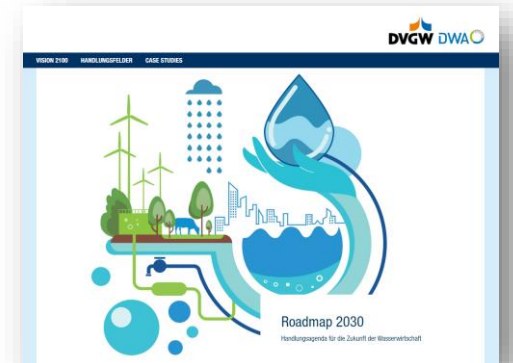 DVGW DWA
VISION 2100 HANDLUNGSFELDER CASE STUDIES
Roadmap 2030
Handlungsagenda für die Zukunft der Wasserwirtschaft